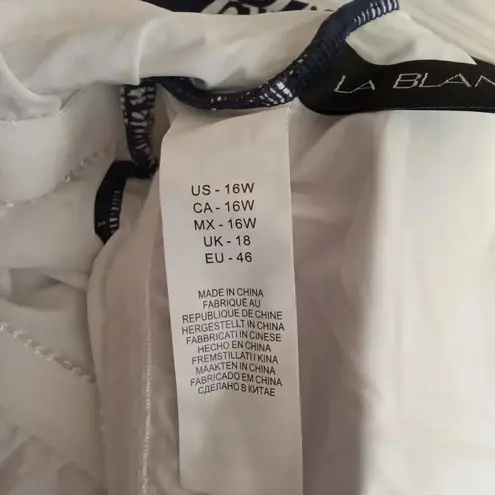 LA BLAN
US - 16W
CA - 16W
MX - 16W
UK - 18
EU - 46
MADE IN CHINA
FABRIQUÉ AU
REPUBLIQUE DE CHINE
HERGESTELLT IN CHINA
FABBRICATI IN CINESE
HECHO EN CHINA
FREMSTILLATI I KINA
MAAKTEN IN CHINA
FABRICADO EM CHINA
СДЕЛАНО В КИТАЕ